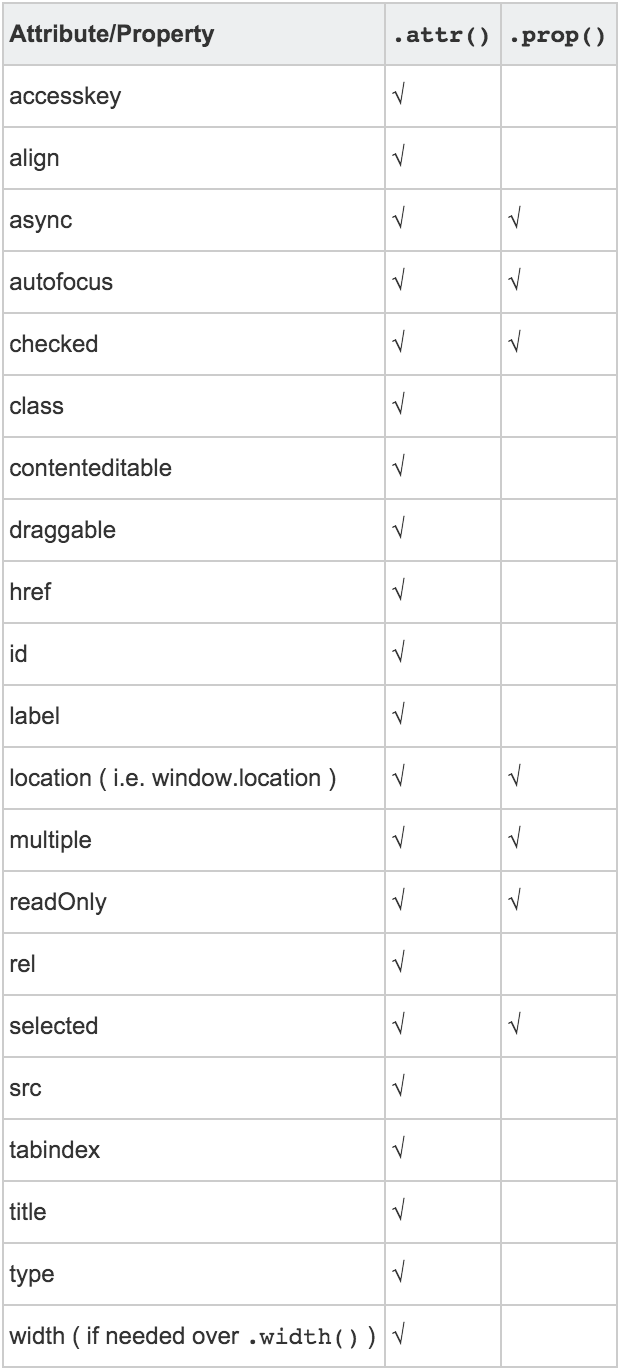 Attribute/Property .attr() .prop()
accesskey √
align √
async √ √
autofocus √ √
checked √ √
class √
contenteditable √
draggable √
href √
id √
label √
location ( i.e. window.location ) √ √
multiple √ √
readOnly √ √
rel √
selected √ √
src √
tabindex √
title √
type √
width ( if needed over .width() ) √